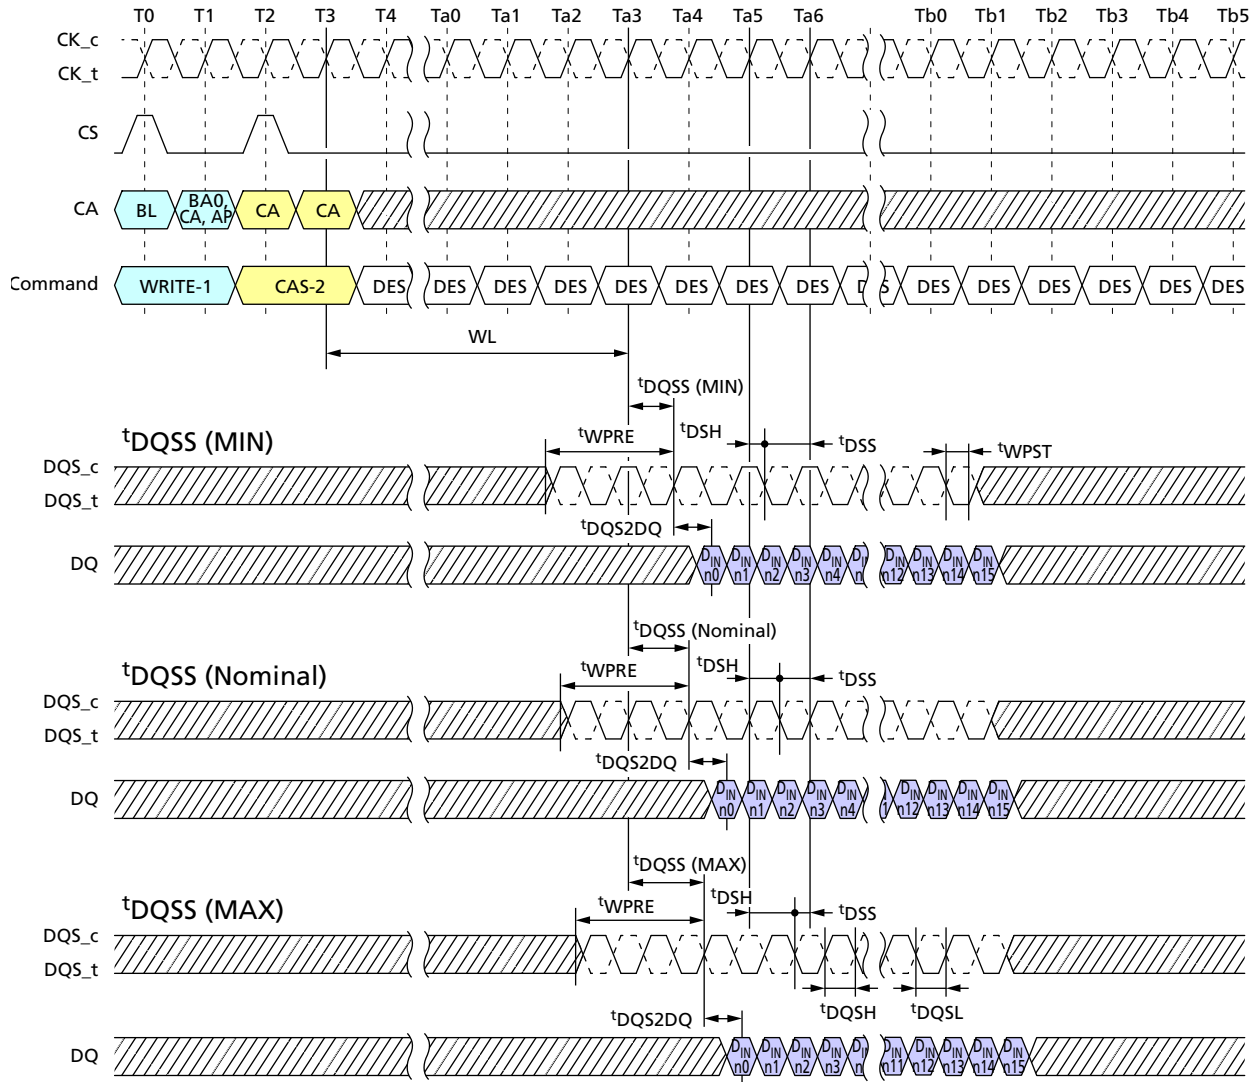 T0 T1 T2 T3 T4 Ta0 Ta1 Ta2 Ta3 Ta4 Ta5 Ta6 Tb0 Tb1 Tb2 Tb3 Tb4 Tb5
CK_c
CK_t
CS
CA BL BA0, CA, AP CA CA
Command WRITE-1 CAS-2 DES DES DES DES DES DES DES DES DES DES DES DES DES DES
WL
tDQSS (MIN)
tDQSS (MIN) tWPRE tDSH tDSS tWPST
DQS_c
DQS_t
tDQS2DQ
DQ DIN n0 DIN n1 DIN n2 DIN n3 DIN n4 DIN n12 DIN n13 DIN n14 DIN n15
tDQSS (Nominal)
tDQSS (Nominal) tWPRE tDSH tDSS
DQS_c
DQS_t
tDQS2DQ
DQ DIN n0 DIN n1 DIN n2 DIN n3 DIN n4 DIN n12 DIN n13 DIN n14 DIN n15
tDQSS (MAX)
tDQSS (MAX) tWPRE tDSH tDSS
DQS_c
DQS_t
tDQSH tDQSL
tDQS2DQ
DQ DIN n0 DIN n1 DIN n2 DIN n3 DIN n11 DIN n12 DIN n13 DIN n14 DIN n15